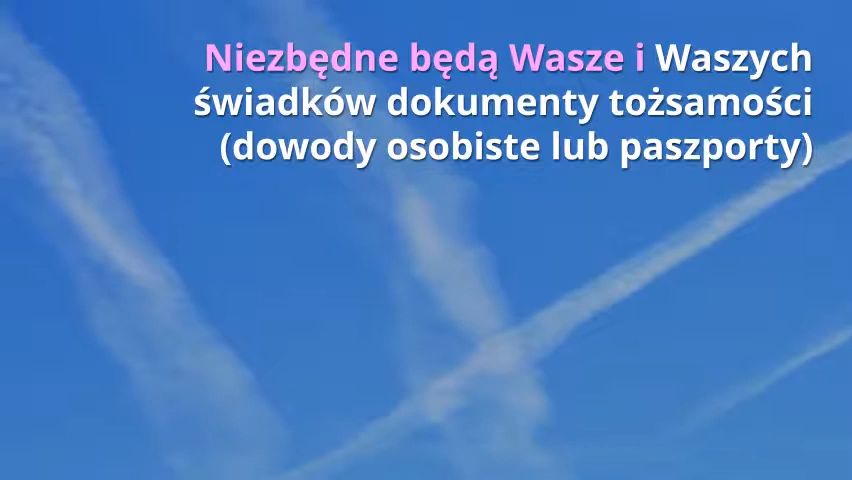 Niezbędne będą Wasze i Waszych
świadków dokumenty tożsamości
(dowody osobiste lub paszporty)